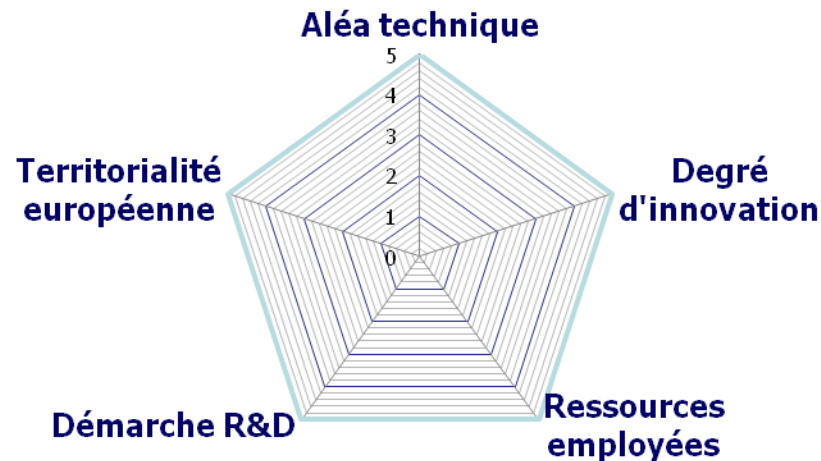 Aléa technique
5
4
3
2
1
0
Territorialité
européenne
Degré
d'innovation
Démarche R&D
Ressources
employées